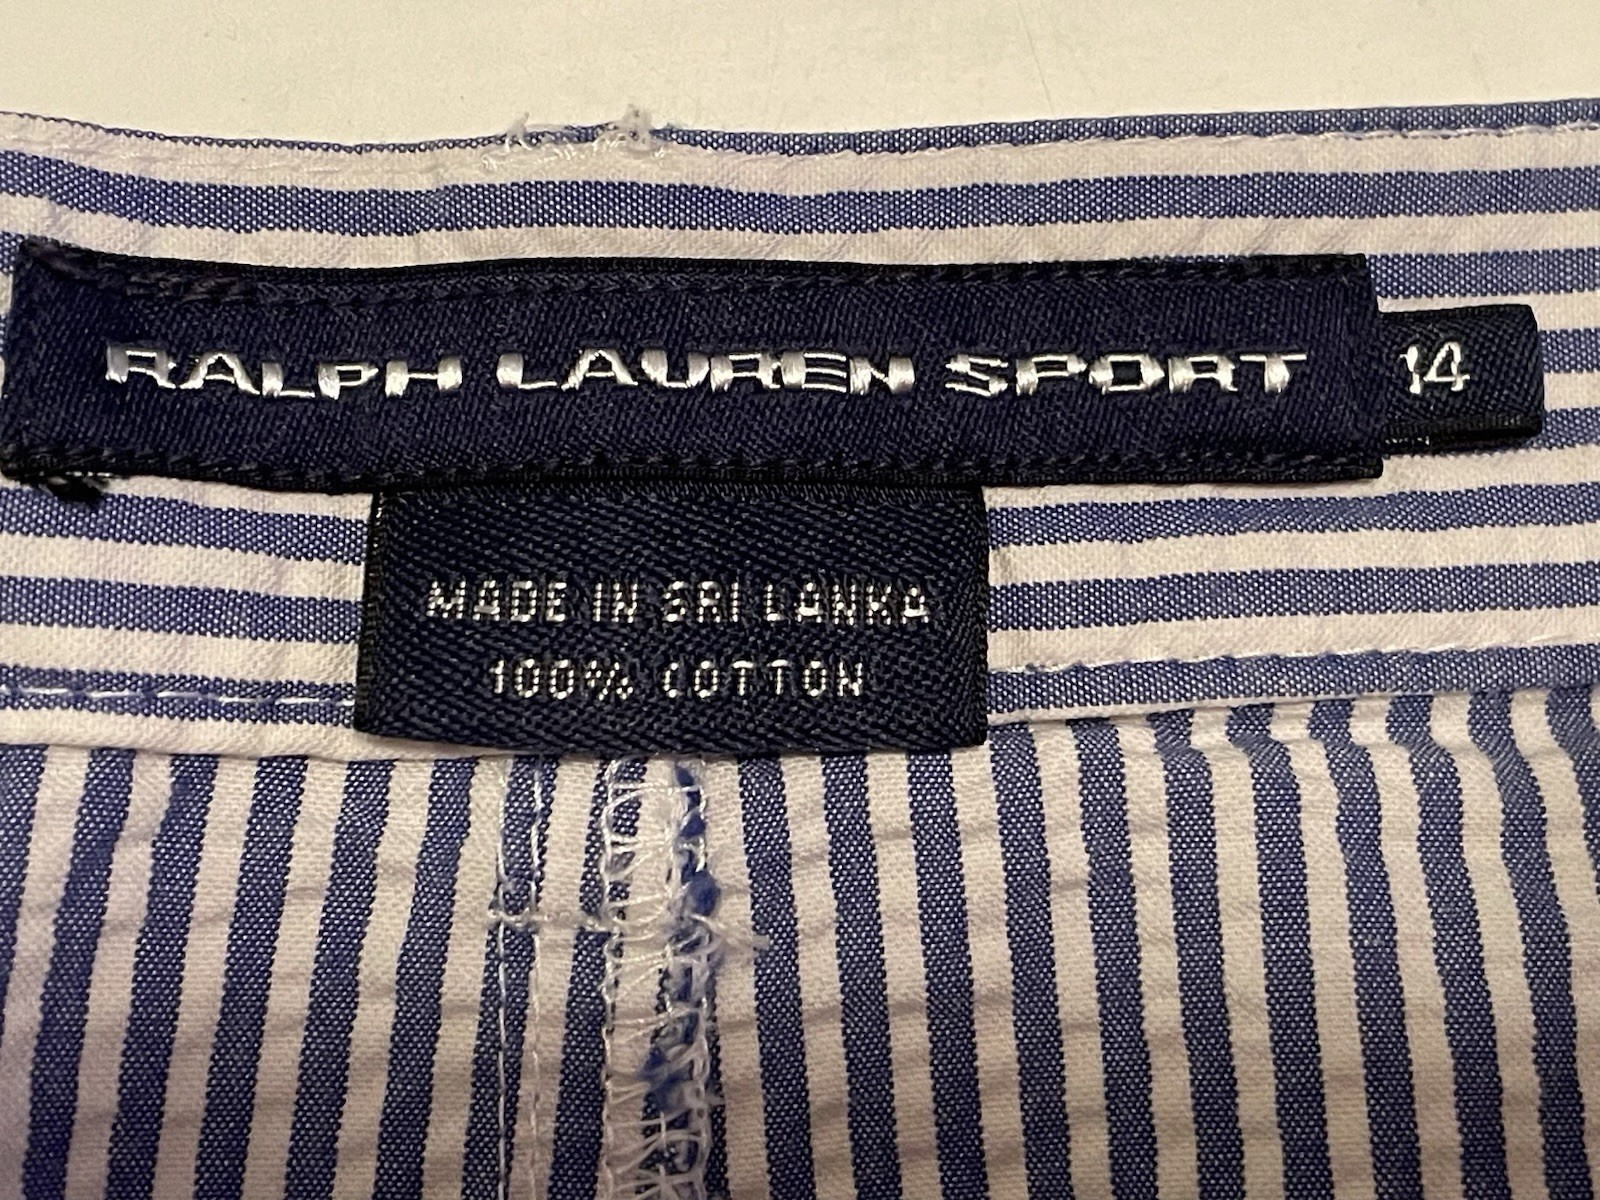 RALPH LAUREN SPORT
14
MADE IN SRI LANKA
100% COTTON